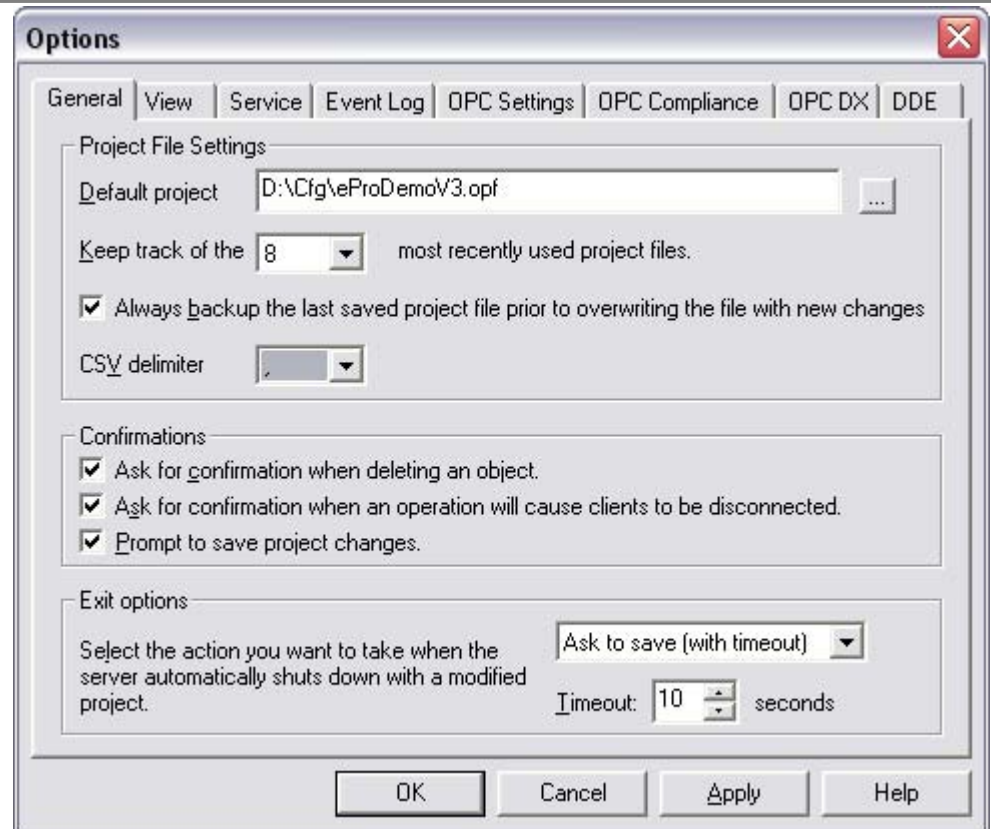 Options
General View Service Event Log OPC Settings OPC Compliance OPC DX DDE
Project File Settings
Default project D:\Cfg\eProDemoV3.opf ...
Keep track of the 8 most recently used project files.
Always backup the last saved project file prior to overwriting the file with new changes
CSV delimiter ,
Confirmations
Ask for confirmation when deleting an object.
Ask for confirmation when an operation will cause clients to be disconnected.
Prompt to save project changes.
Exit options
Select the action you want to take when the
server automatically shuts down with a modified
project.
Ask to save (with timeout)
Timeout: 10 seconds
OK Cancel Apply Help